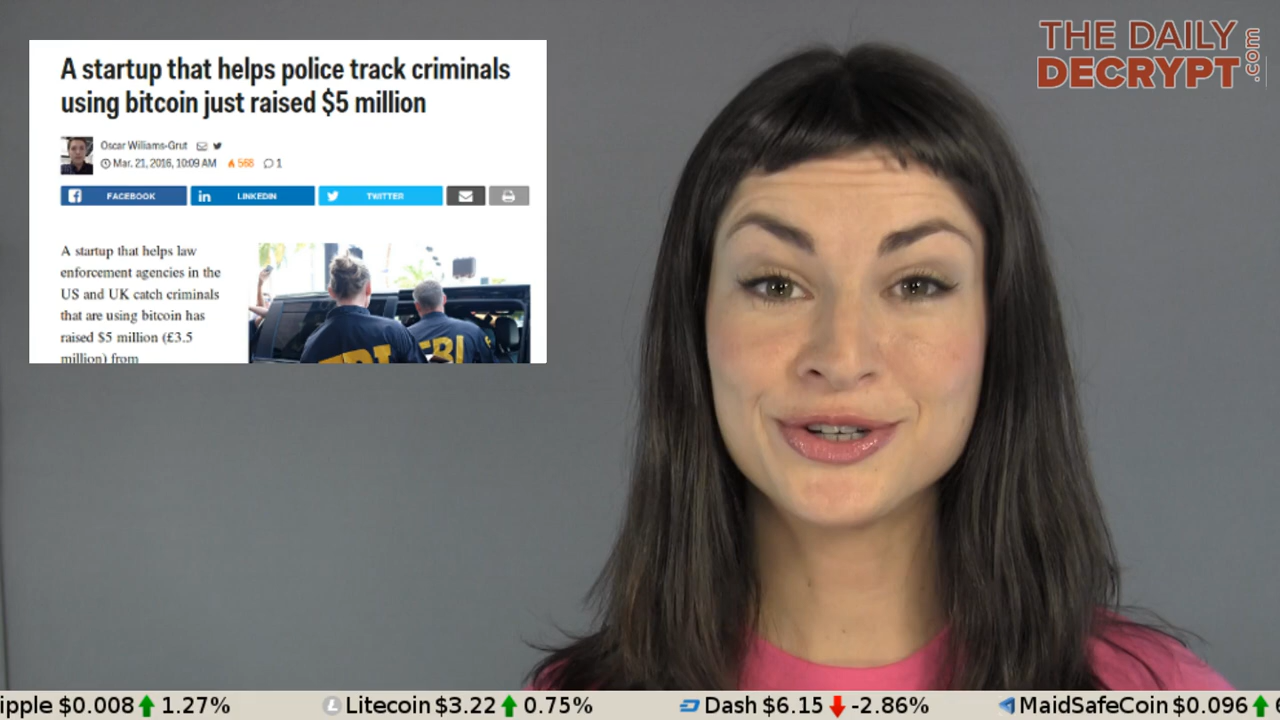 A startup that helps police track criminals
using bitcoin just raised $5 million
Oscar Williams-Grut
Mar. 21, 2016, 10:09 AM 568 1
FACEBOOK LINKEDIN TWITTER
A startup that helps law
enforcement agencies in the
US and UK catch criminals
that are using bitcoin has
raised $5 million (£3.5
million) from
FBI FBI
THE DAILY
DECRYPT.com
ipple $0.008 1.27% Litecoin $3.22 0.75% Dash $6.15 -2.86% MaidSafeCoin $0.096